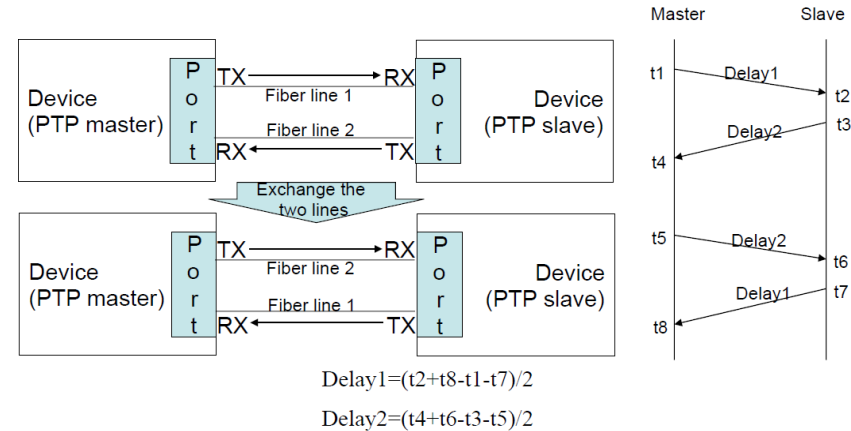 Device
(PTP master)
P
o
r
t
TX
RX
Fiber line 1
Fiber line 2
RX
TX
P
o
r
t
Device
(PTP slave)
Exchange the
two lines
Device
(PTP master)
P
o
r
t
TX
RX
Fiber line 2
Fiber line 1
RX
TX
P
o
r
t
Device
(PTP slave)
Master
Slave
t1
Delay1
t2
t3
Delay2
t4
t5
Delay2
t6
t7
Delay1
t8
Delay1=(t2+t8-t1-t7)/2
Delay2=(t4+t6-t3-t5)/2